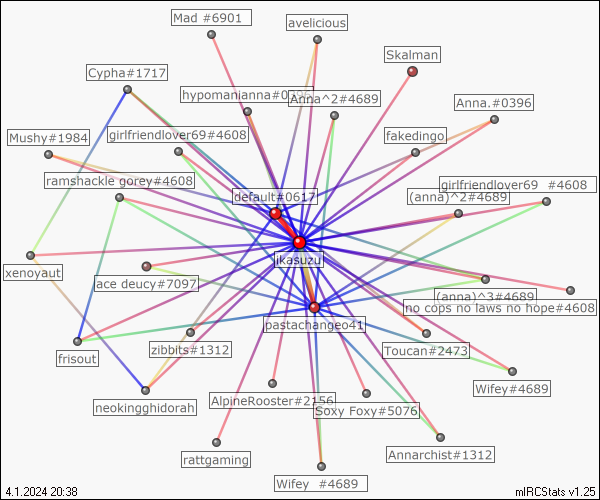 Mad #6901
avelicious
Skalman
Cypha#1717
hypomanianna#0
Anna^2#4689
Anna.#0396
Mushy#1984
girlfriendlover69#4608
fakedingo
ramshackle gorey#4608
default#0617
girlfriendlover69 #4608
(anna)^2#4689
jkasuzu
xenoyaut
ace deucy#7097
(anna)^3#4689
no cops no laws no hope#4608
pastachangeo41
frisout
zibbits#1312
Toucan#2473
Wifey#4689
neokingghidorah
AlpineRooster#2156
Soxy Foxy#5076
rattgaming
Annarchist#1312
Wifey #4689
4.1.2024 20:38
mIRCStats v1.25